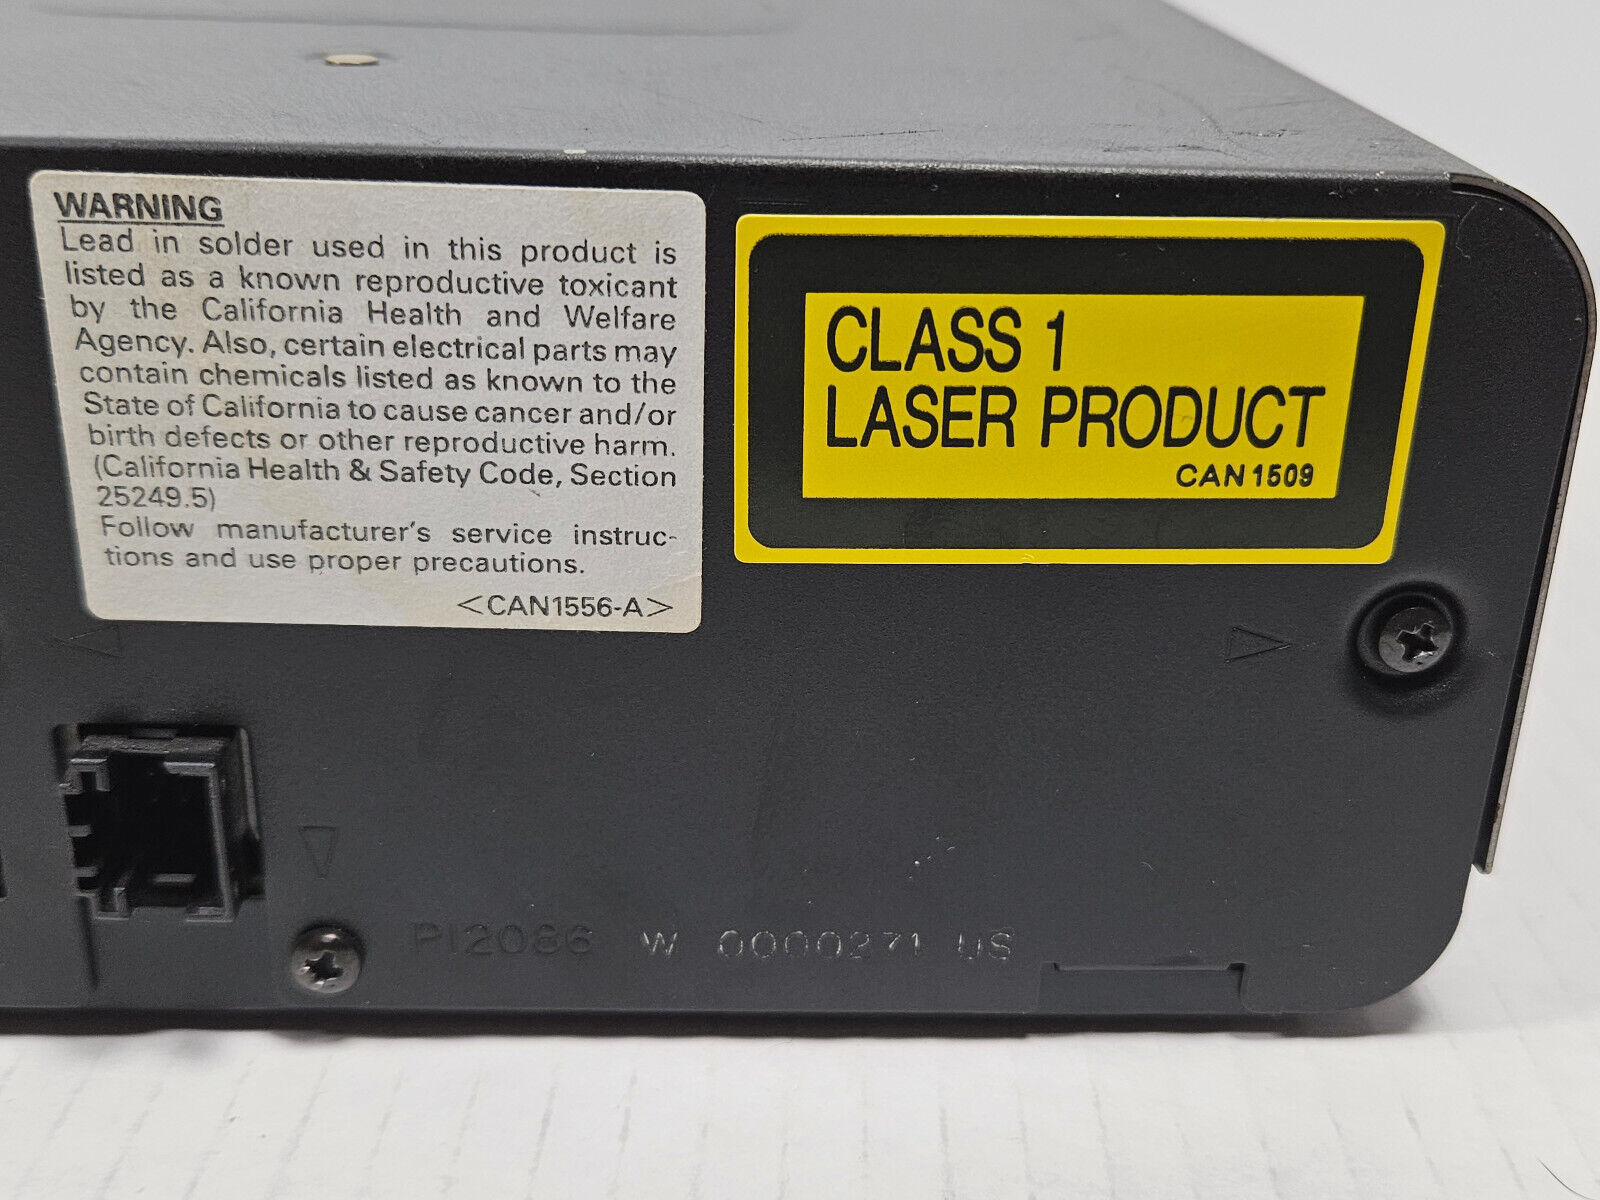 WARNING
Lead in solder used in this product is
listed as a known reproductive toxicant
by the California Health and Welfare
Agency. Also, certain electrical parts may
contain chemicals listed as known to the
State of California to cause cancer and/or
birth defects or other reproductive harm.
(California Health & Safety Code, Section
25249.5)
Follow manufacturer's service instruc-
tions and use proper precautions.
<CAN1556-A>
CLASS 1
LASER PRODUCT
CAN1509
PI2086 W 0000271 US